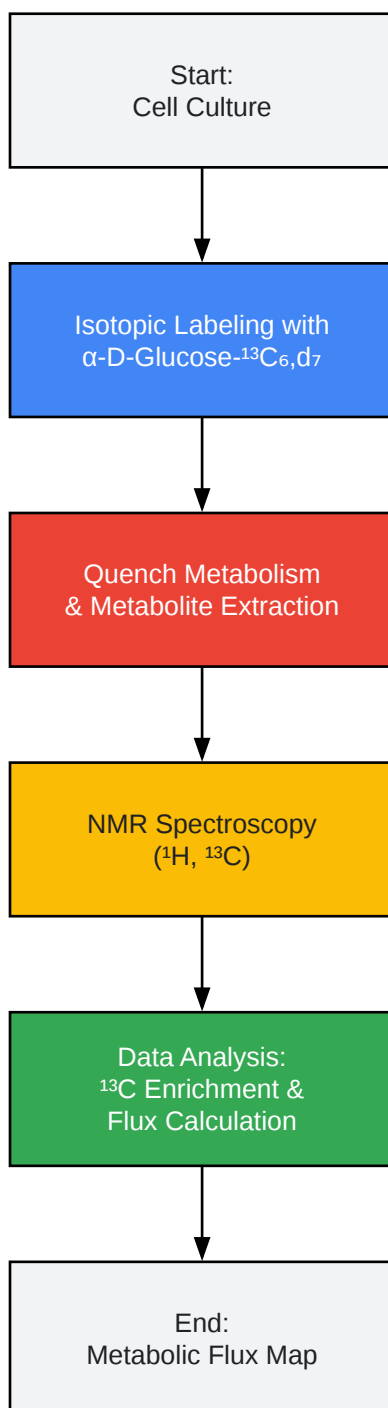 Start:
Cell Culture
Isotopic Labeling with
α-D-Glucose-¹³C₆,d₇
Quench Metabolism
& Metabolite Extraction
NMR Spectroscopy
(¹H, ¹³C)
Data Analysis:
¹³C Enrichment &
Flux Calculation
End:
Metabolic Flux Map